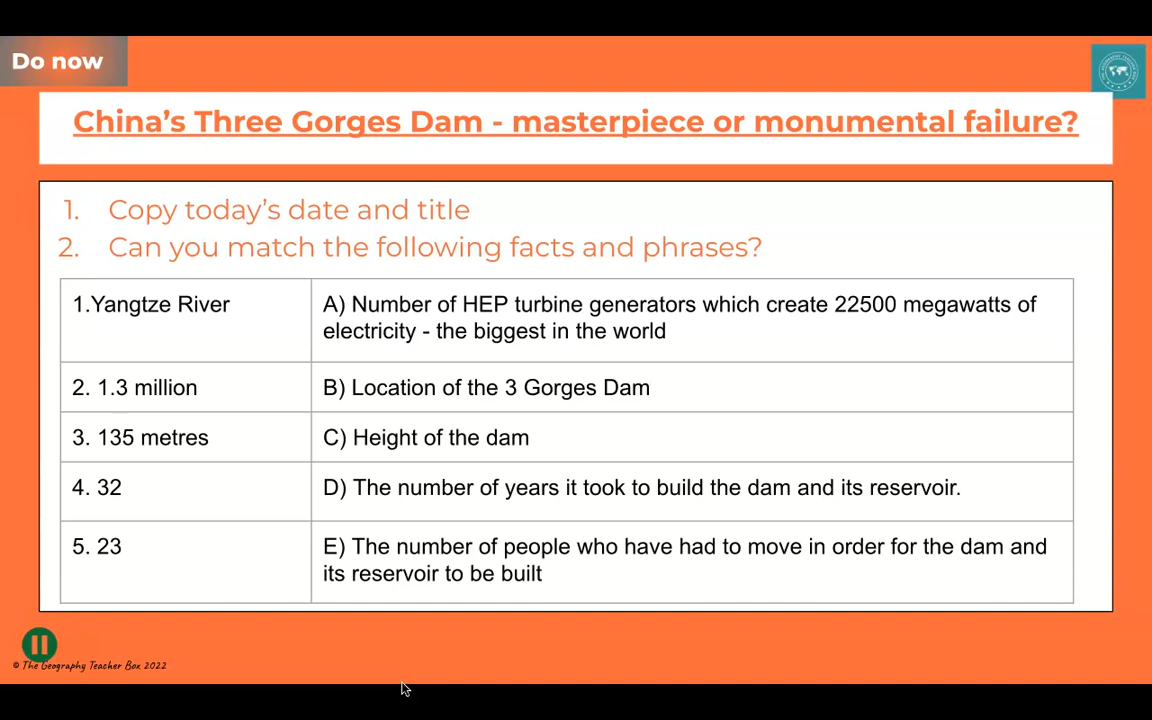 Do now
China's Three Gorges Dam - masterpiece or monumental failure?
1. Copy today's date and title
2. Can you match the following facts and phrases?
1.Yangtze River
A) Number of HEP turbine generators which create 22500 megawatts of
electricity - the biggest in the world
2. 1.3 million
B) Location of the 3 Gorges Dam
3. 135 metres
C) Height of the dam
4. 32
D) The number of years it took to build the dam and its reservoir.
5. 23
E) The number of people who have had to move in order for the dam and
its reservoir to be built
© The Geography Teacher Box 2022